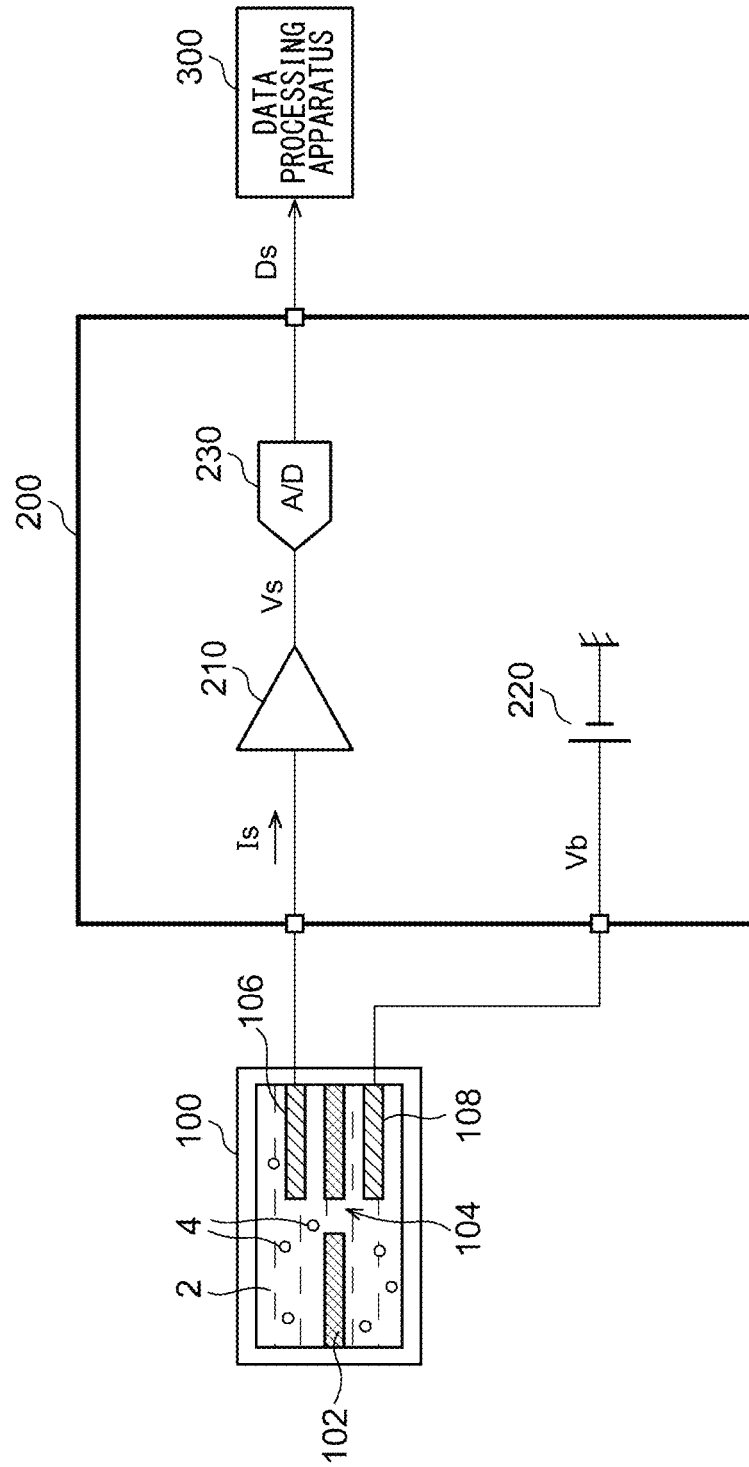 100
2
4
106
102
104
108
200
Is
210
Vs
230
A/D
Vb
220
Ds
300
DATA
PROCESSING
APPARATUS